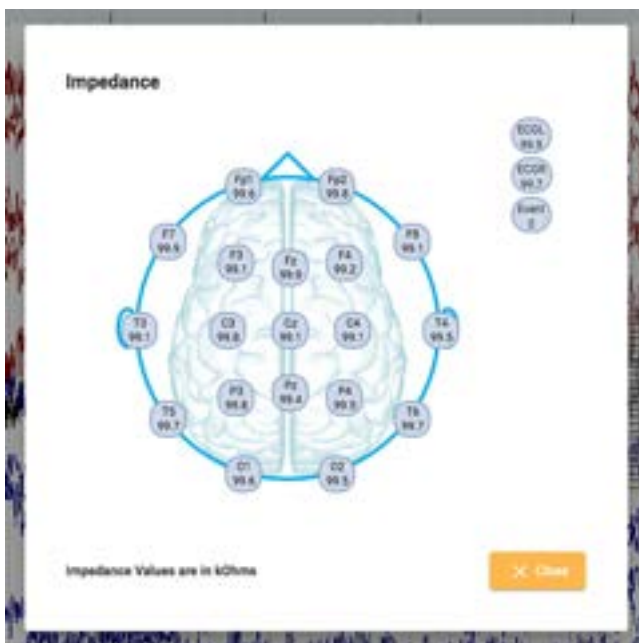 Impedance
ECGL
99.5
ECGR
99.7
Event
0
Fp1
99.6
Fp2
99.8
F7
99.5
F3
99.1
Fz
99.9
F4
99.2
F8
99.1
T3
99.1
C3
99.8
Cz
99.1
C4
99.1
T4
99.5
T5
99.7
P3
99.8
Pz
99.4
P4
99.5
T6
99.7
O1
99.6
O2
99.5
Impedance Values are in kOhms
× Close